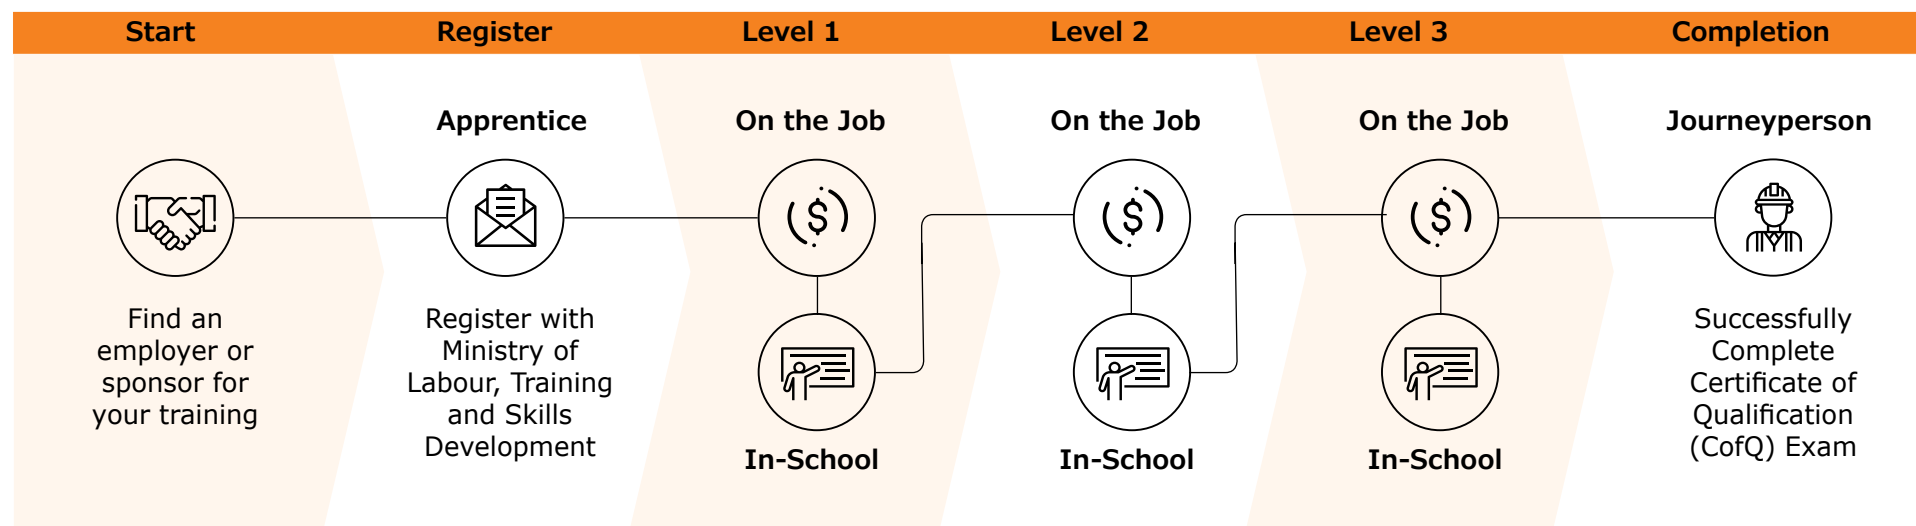 Start
Register
Level 1
Level 2
Level 3
Completion
Apprentice
On the Job
On the Job
On the Job
Journeyperson
Find an
employer or
sponsor for
your training
Register with
Ministry of
Labour, Training
and Skills
Development
In-School
In-School
In-School
Successfully
Complete
Certificate of
Qualification
(CofQ) Exam